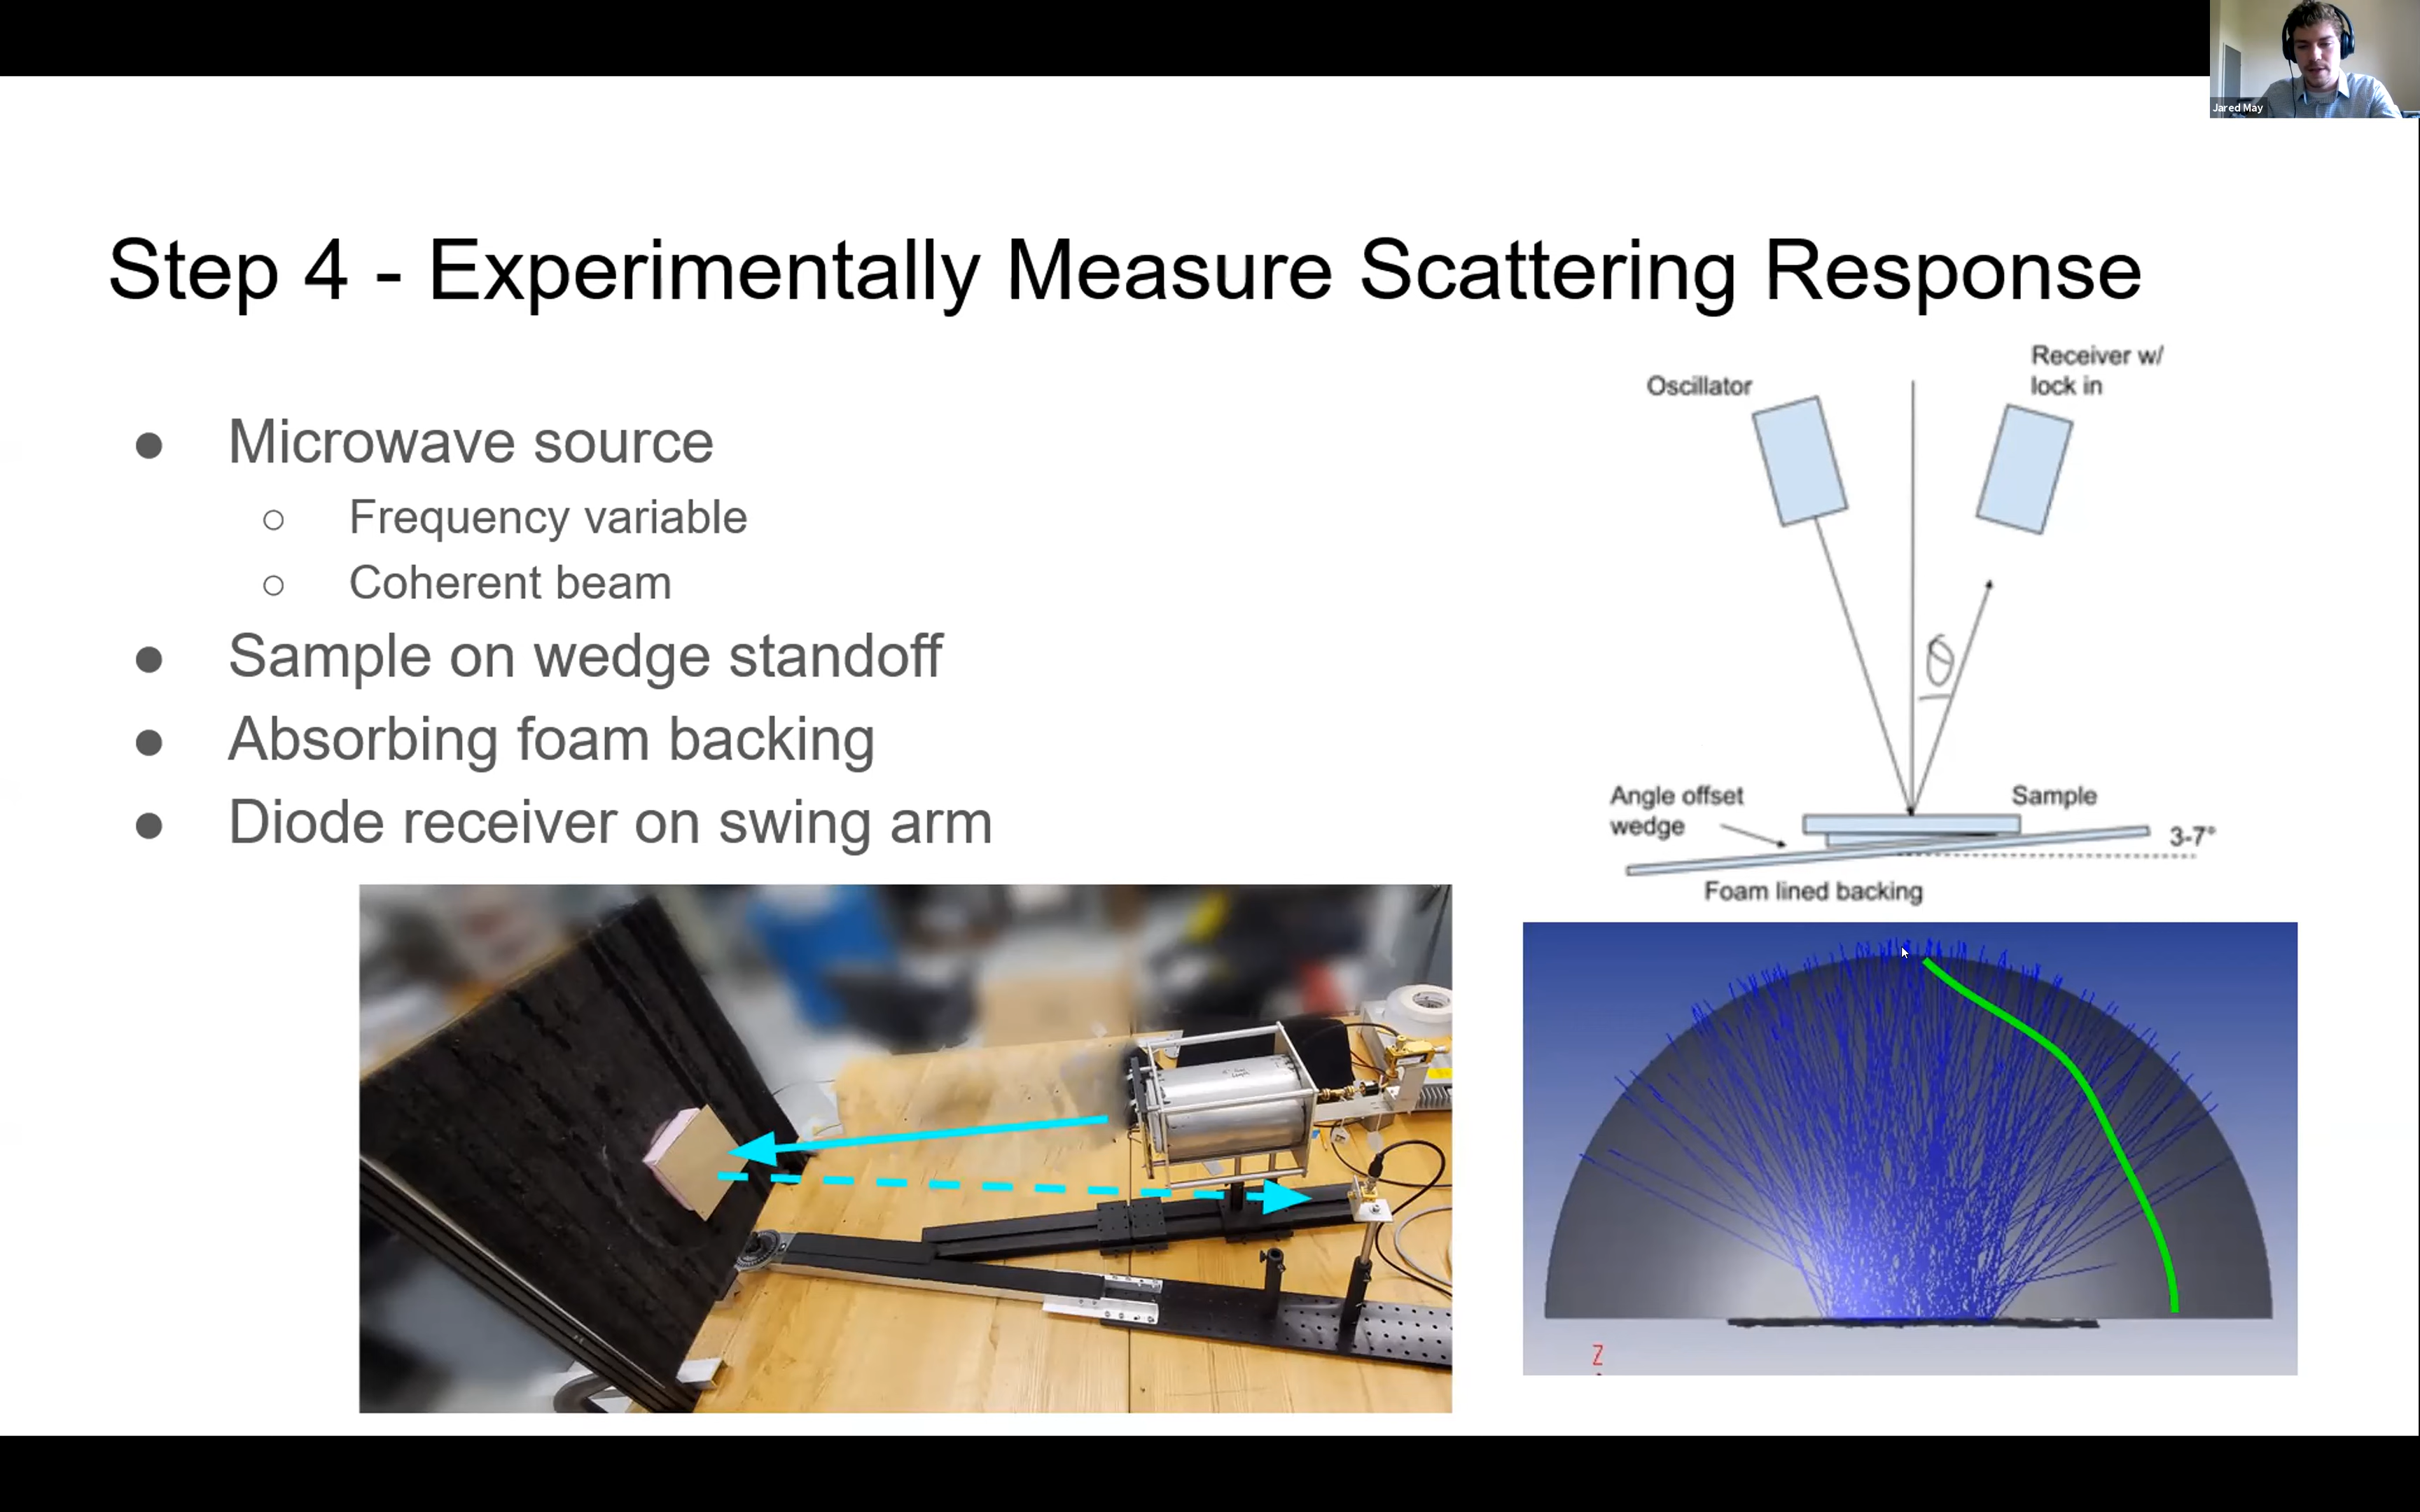 Jared May
Step 4 - Experimentally Measure Scattering Response
● Microwave source
○ Frequency variable
○ Coherent beam
● Sample on wedge standoff
● Absorbing foam backing
● Diode receiver on swing arm
Oscillator
Receiver w/
lock in
θ
Angle offset
wedge
Sample
3-7°
Foam lined backing
Z